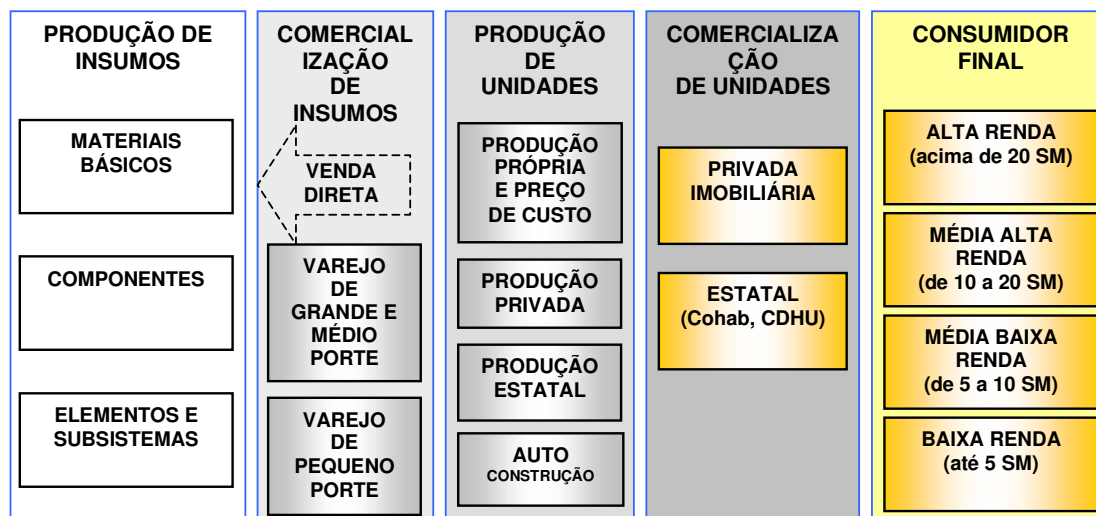 PRODUÇÃO DE
INSUMOS
MATERIAIS
BÁSICOS
COMPONENTES
ELEMENTOS E
SUBSISTEMAS
COMERCIAL
IZAÇÃO
DE
INSUMOS
VENDA
DIRETA
VAREJO
DE
GRANDE E
MÉDIO
PORTE
VAREJO
DE
PEQUENO
PORTE
PRODUÇÃO
DE
UNIDADES
PRODUÇÃO
PRÓPRIA
E PREÇO
DE CUSTO
PRODUÇÃO
PRIVADA
PRODUÇÃO
ESTATAL
AUTO
CONSTRUÇÃO
COMERCIALIZA
ÇÃO
DE UNIDADES
PRIVADA
IMOBILIÁRIA
ESTATAL
(Cohab, CDHU)
CONSUMIDOR
FINAL
ALTA RENDA
(acima de 20 SM)
MÉDIA ALTA
RENDA
(de 10 a 20 SM)
MÉDIA BAIXA
RENDA
(de 5 a 10 SM)
BAIXA RENDA
(até 5 SM)